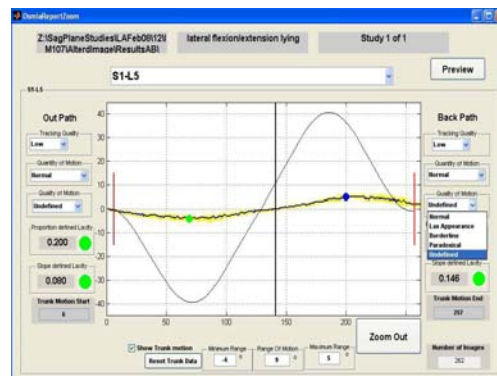 DxmlaReportZoom
Z:\SagPlaneStudies\LAFeb08\12\I
M107\AlterdImage\ResultsABI\
lateral flexion/extension lying
Study 1 of 1
S1-L5
Preview
S1-L5
Out Path
Tracking Quality
Low
Quantity of Motion
Normal
Quality of Motion
Undefined
Proportion defined Laxity
0.200
Slope defined Laxity
0.080
Trunk Motion Start
6
40
30
20
10
0
-10
-20
-30
-40
0
50
100
150
200
250
Back Path
Tracking Quality
Low
Quantity of Motion
Normal
Quality of Motion
Undefined
Normal
Lax Appearance
Borderline
Paradoxical
Undefined
Slope defined Laxity
0.146
Trunk Motion End
257
Number of Images
262
Show Trunk motion
Reset Trunk Data
Minimum Range
-4 °
Range Of Motion
9 °
Maximum Range
5 °
Zoom Out